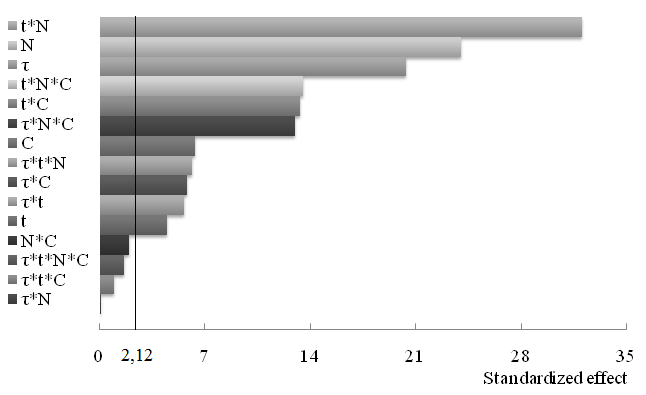 t*N
N
τ
t*N*C
t*C
τ*N*C
C
τ*t*N
τ*C
τ*t
t
N*C
τ*t*N*C
τ*t*C
τ*N
0 2,12 7 14 21 28 35
Standardized effect